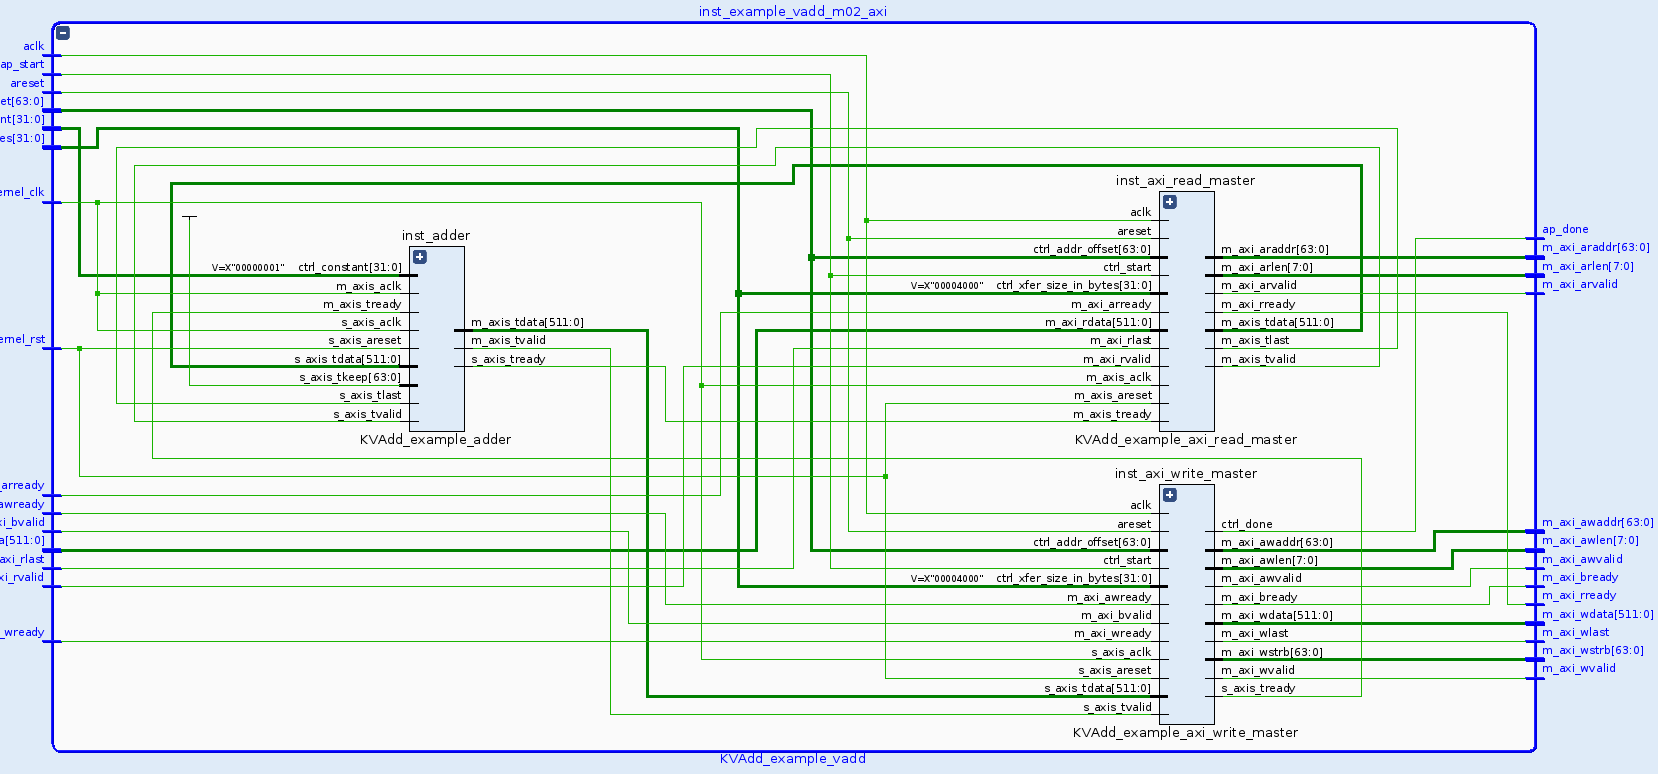 inst_example_vadd_m02_axi
aclk
ap_start
areset
et[63:0]
nt[31:0]
es[31:0]
ernel_clk
ernel_rst
_arready
awready
xi_bvalid
a[511:0]
axi_rlast
xi_rvalid
_wready
inst_adder
V=X"00000001" ctrl_constant[31:0]
m_axis_aclk
m_axis_tready
s_axis_aclk
s_axis_areset
s_axis_tdata[511:0]
s_axis_tkeep[63:0]
s_axis_tlast
s_axis_tvalid
m_axis_tdata[511:0]
m_axis_tvalid
s_axis_tready
KVAdd_example_adder
inst_axi_read_master
aclk
areset
ctrl_addr_offset[63:0]
ctrl_start
V=X"00004000" ctrl_xfer_size_in_bytes[31:0]
m_axi_arready
m_axi_rdata[511:0]
m_axi_rlast
m_axi_rvalid
m_axis_aclk
m_axis_areset
m_axis_tready
m_axi_araddr[63:0]
m_axi_arlen[7:0]
m_axi_arvalid
m_axi_rready
m_axis_tdata[511:0]
m_axis_tlast
m_axis_tvalid
KVAdd_example_axi_read_master
inst_axi_write_master
aclk
areset
ctrl_addr_offset[63:0]
ctrl_start
V=X"00004000" ctrl_xfer_size_in_bytes[31:0]
m_axi_awready
m_axi_bvalid
m_axi_wready
s_axis_aclk
s_axis_areset
s_axis_tdata[511:0]
s_axis_tvalid
ctrl_done
m_axi_awaddr[63:0]
m_axi_awlen[7:0]
m_axi_awvalid
m_axi_bready
m_axi_wdata[511:0]
m_axi_wlast
m_axi_wstrb[63:0]
m_axi_wvalid
s_axis_tready
KVAdd_example_axi_write_master
ap_done
m_axi_araddr[63:0]
m_axi_arlen[7:0]
m_axi_arvalid
m_axi_awaddr[63:0]
m_axi_awlen[7:0]
m_axi_awvalid
m_axi_bready
m_axi_rready
m_axi_wdata[511:0]
m_axi_wlast
m_axi_wstrb[63:0]
m_axi_wvalid
KVAdd_example_vadd